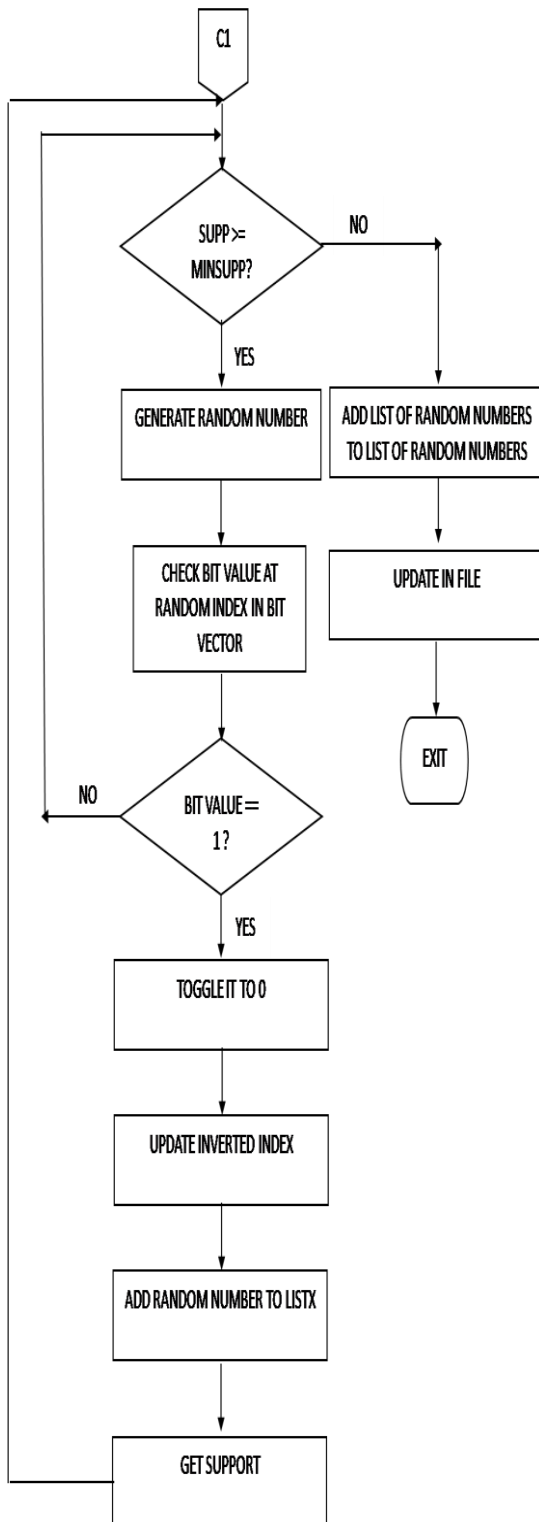 C1
SUPP >=
MINSUPP?
NO
YES
GENERATE RANDOM NUMBER
ADD LIST OF RANDOM NUMBERS
TO LIST OF RANDOM NUMBERS
CHECK BIT VALUE AT
RANDOM INDEX IN BIT
VECTOR
UPDATE IN FILE
EXIT
NO
BIT VALUE ==
1?
YES
TOGGLE IT TO 0
UPDATE INVERTED INDEX
ADD RANDOM NUMBER TO LISTX
GET SUPPORT